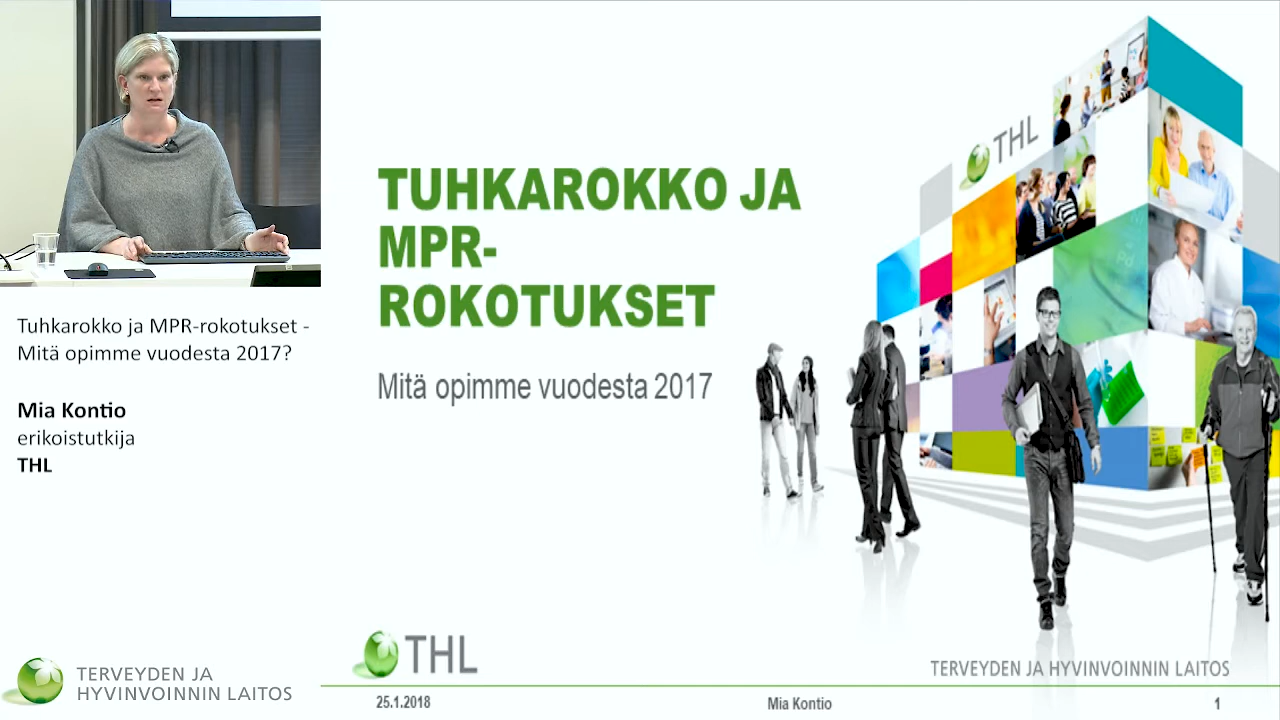 Tuhkarokko ja MPR-rokotukset -
Mitä opimme vuodesta 2017?
Mia Kontio
erikoistutkija
THL
TERVEYDEN JA
HYVINVOINNIN LAITOS
THL
TUHKAROKKO JA
MPR-
ROKOTUKSET
Mitä opimme vuodesta 2017
THL
TERVEYDEN JA HYVINVOINNIN LAITOS
25.1.2018
Mia Kontio
1